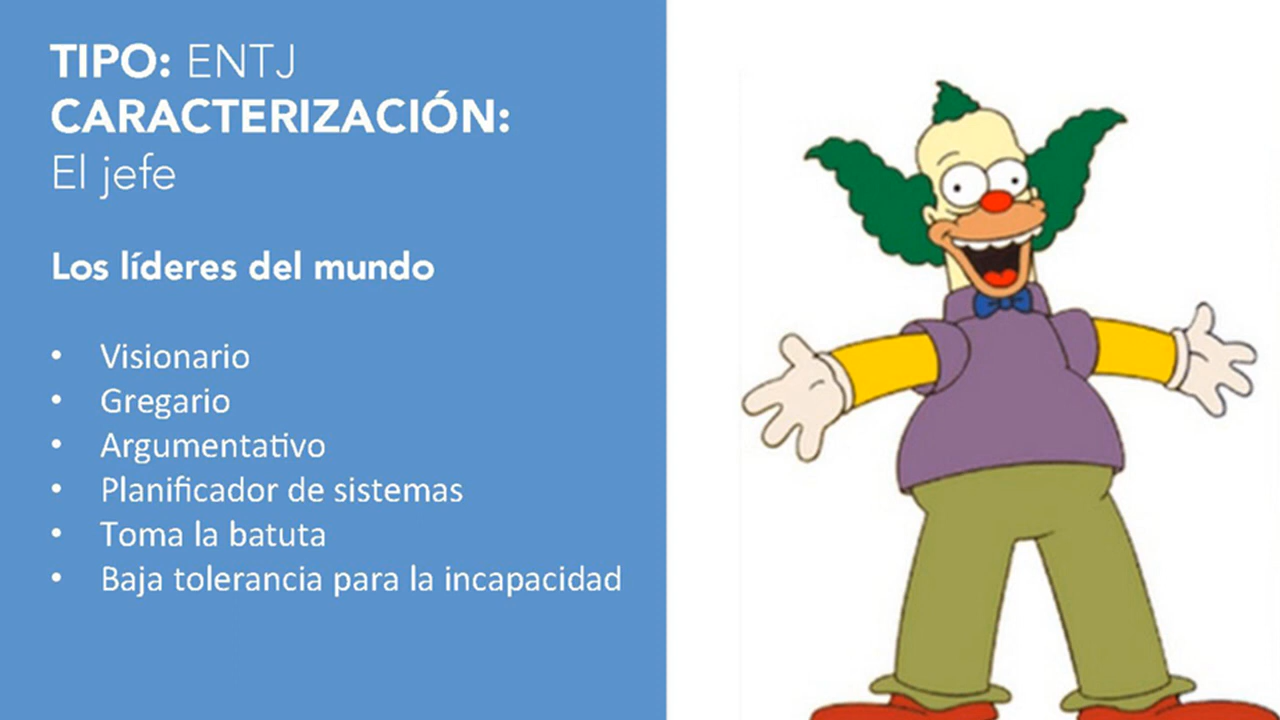 TIPO: ENTJ
CARACTERIZACIÓN:
El jefe
Los líderes del mundo
• Visionario
• Gregario
• Argumentativo
• Planificador de sistemas
• Toma la batuta
• Baja tolerancia para la incapacidad